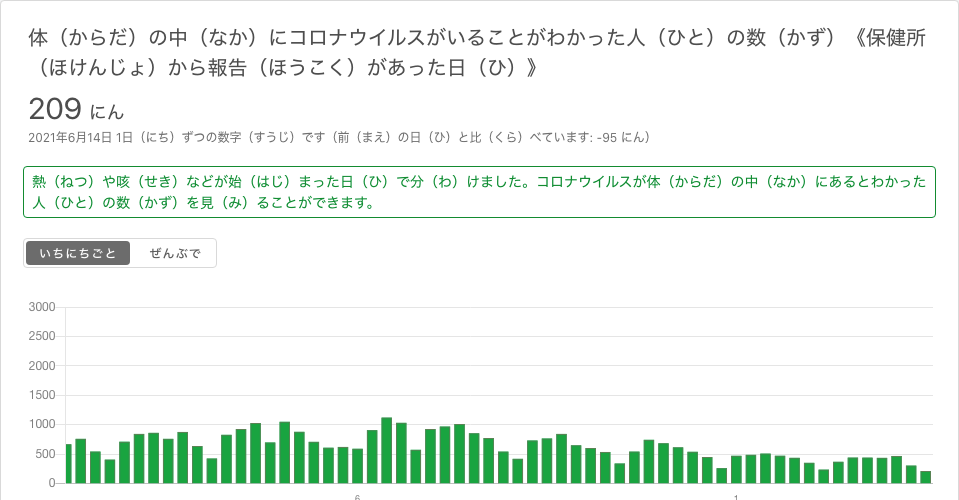 体（からだ）の中（なか）にコロナウイルスがいることがわかった人（ひと）の数（かず）《保健所
（ほけんじょ）から報告（ほうこく）があった日（ひ）》
209 にん
2021年6月14日 1日（にち）ずつの数字（すうじ）です（前（まえ）の日（ひ）と比（くら）べています: -95 にん）
熱（ねつ）や咳（せき）などが始（はじ）まった日（ひ）で分（わ）けました。コロナウイルスが体（からだ）の中（なか）にあるとわかった
人（ひと）の数（かず）を見（み）ることができます。
いちにちごと ぜんぶで
3000
2500
2000
1500
1000
500
0
6 1